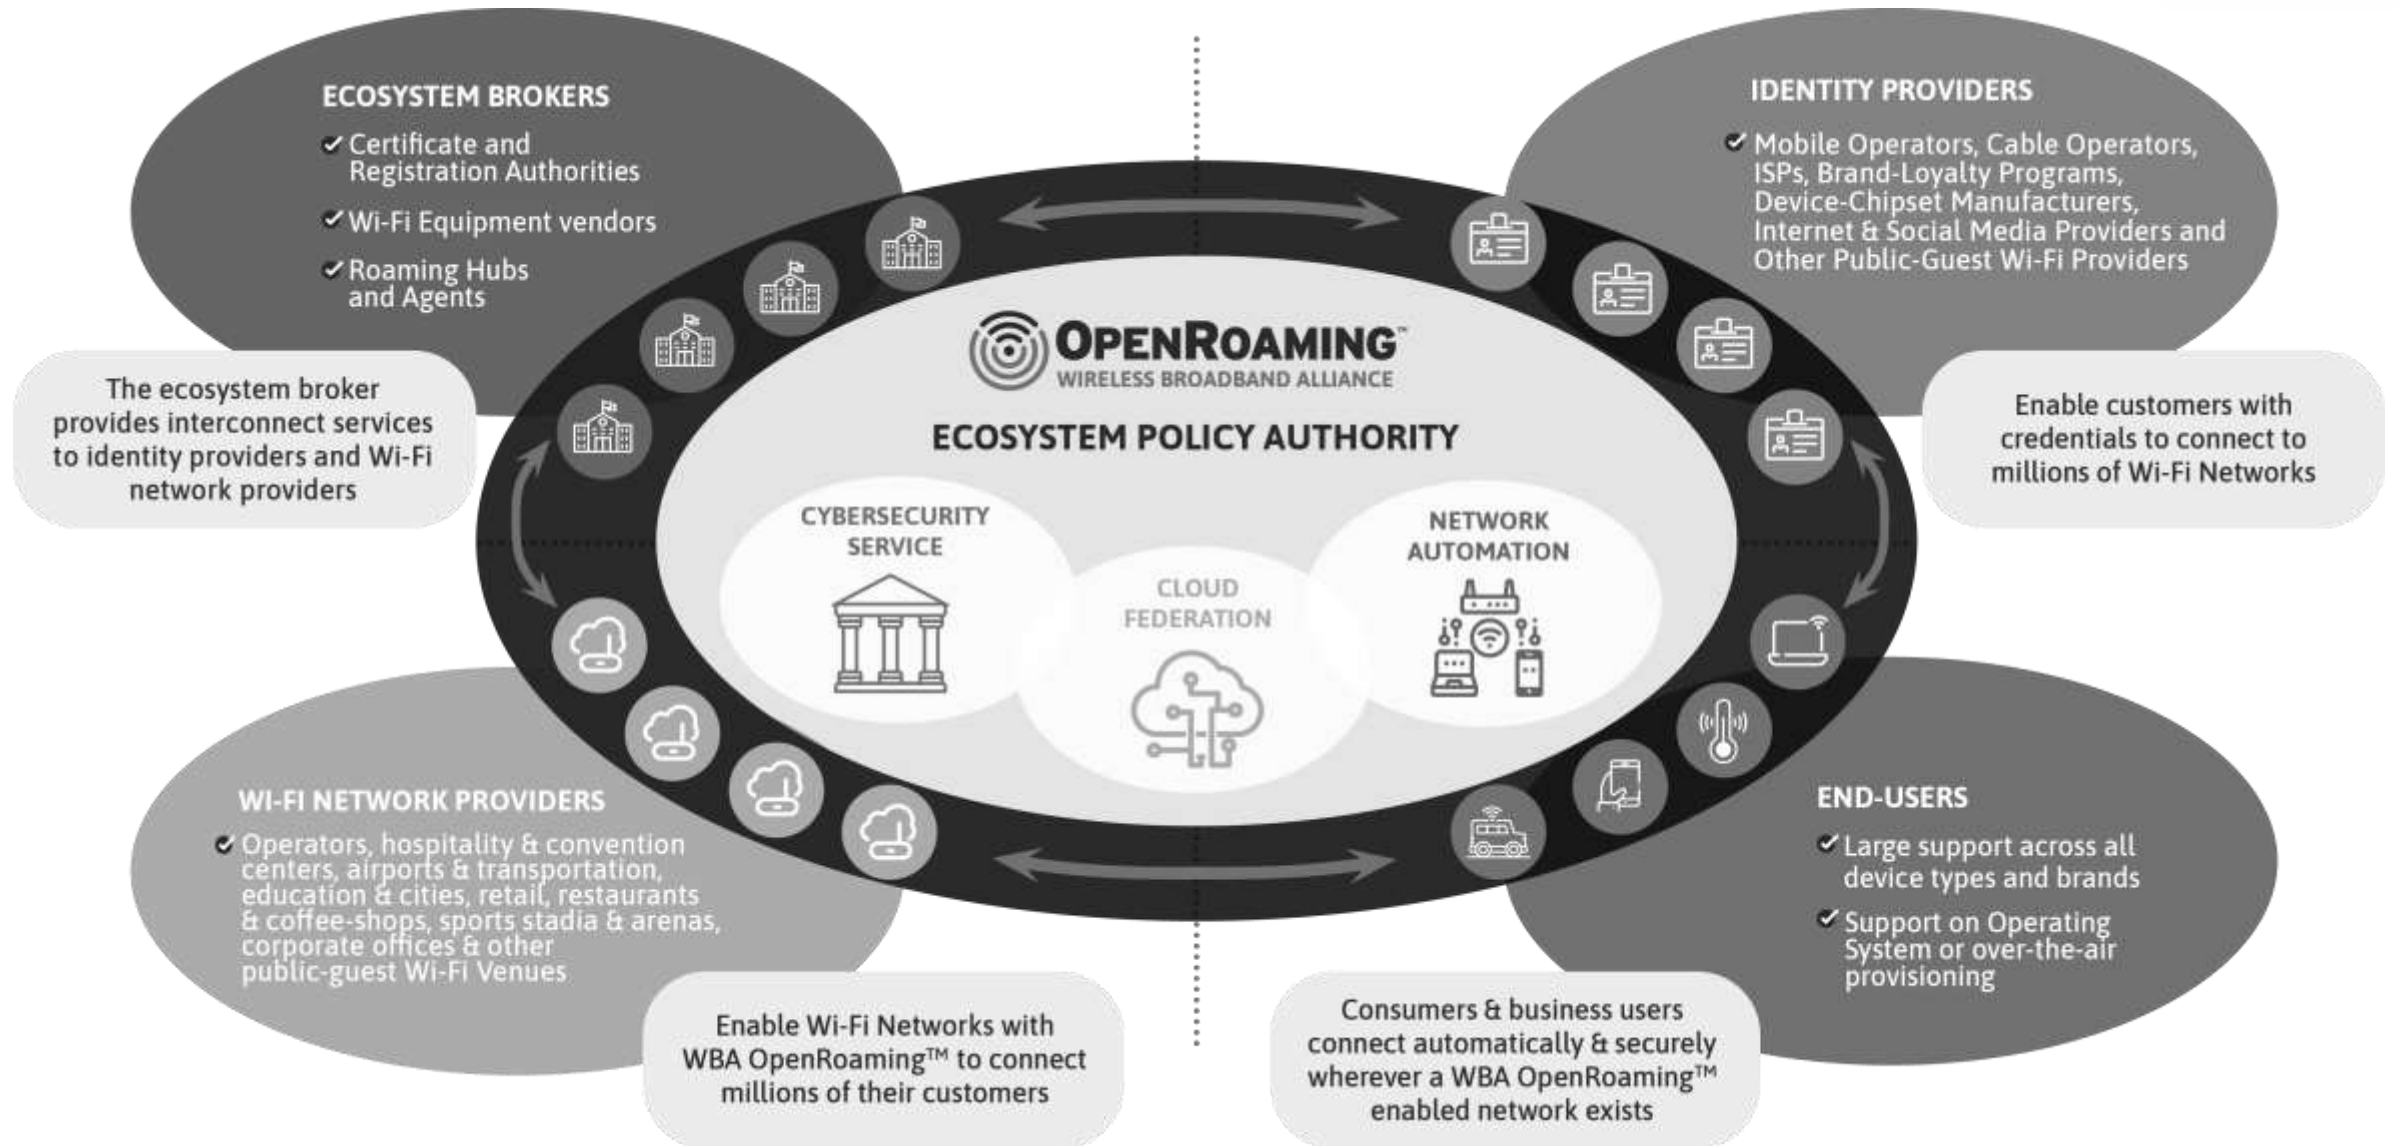 ECOSYSTEM BROKERS
Certificate and
Registration Authorities
Wi-Fi Equipment vendors
Roaming Hubs
and Agents
The ecosystem broker
provides interconnect services
to identity providers and Wi-Fi
network providers
IDENTITY PROVIDERS
Mobile Operators, Cable Operators,
ISPs, Brand-Loyalty Programs,
Device-Chipset Manufacturers,
Internet & Social Media Providers and
Other Public-Guest Wi-Fi Providers
Enable customers with
credentials to connect to
millions of Wi-Fi Networks
OPENROAMING™
WIRELESS BROADBAND ALLIANCE
ECOSYSTEM POLICY AUTHORITY
CYBERSECURITY
SERVICE
CLOUD
FEDERATION
NETWORK
AUTOMATION
WI-FI NETWORK PROVIDERS
Operators, hospitality & convention
centers, airports & transportation,
education & cities, retail, restaurants
& coffee-shops, sports stadia & arenas,
corporate offices & other
public-guest Wi-Fi Venues
Enable Wi-Fi Networks with
WBA OpenRoaming™ to connect
millions of their customers
END-USERS
Large support across all
device types and brands
Support on Operating
System or over-the-air
provisioning
Consumers & business users
connect automatically & securely
wherever a WBA OpenRoaming™
enabled network exists